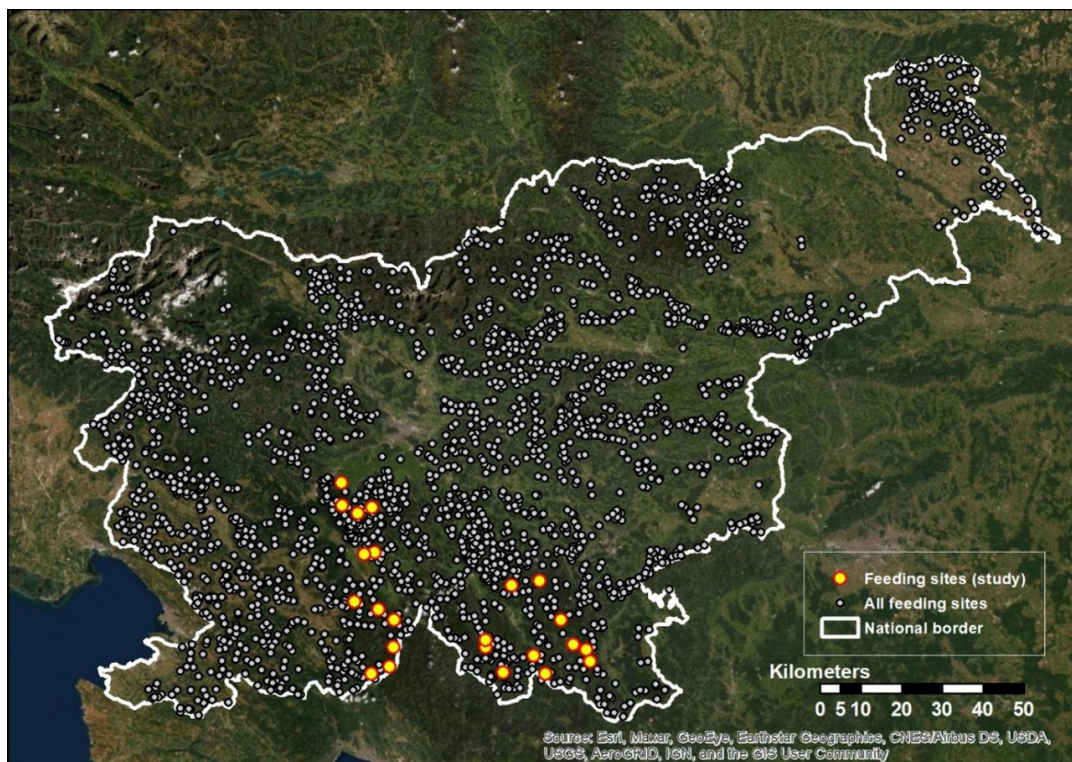 Feeding sites (study)
All feeding sites
National border
Kilometers
0 5 10 20 30 40 50
Source: Esri, Maxar, GeoEye, Earthstar Geographics, CNES/Airbus DS, USDA,
USGS, AeroGRID, IGN, and the GIS User Community